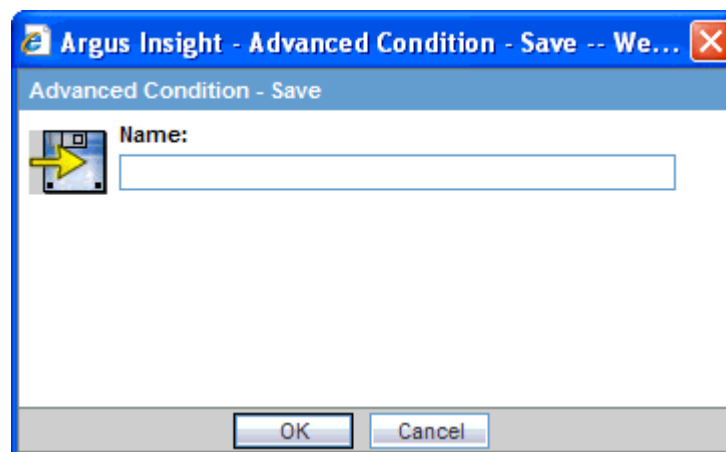 Argus Insight - Advanced Condition - Save -- We...
Advanced Condition - Save
Name:
OK Cancel